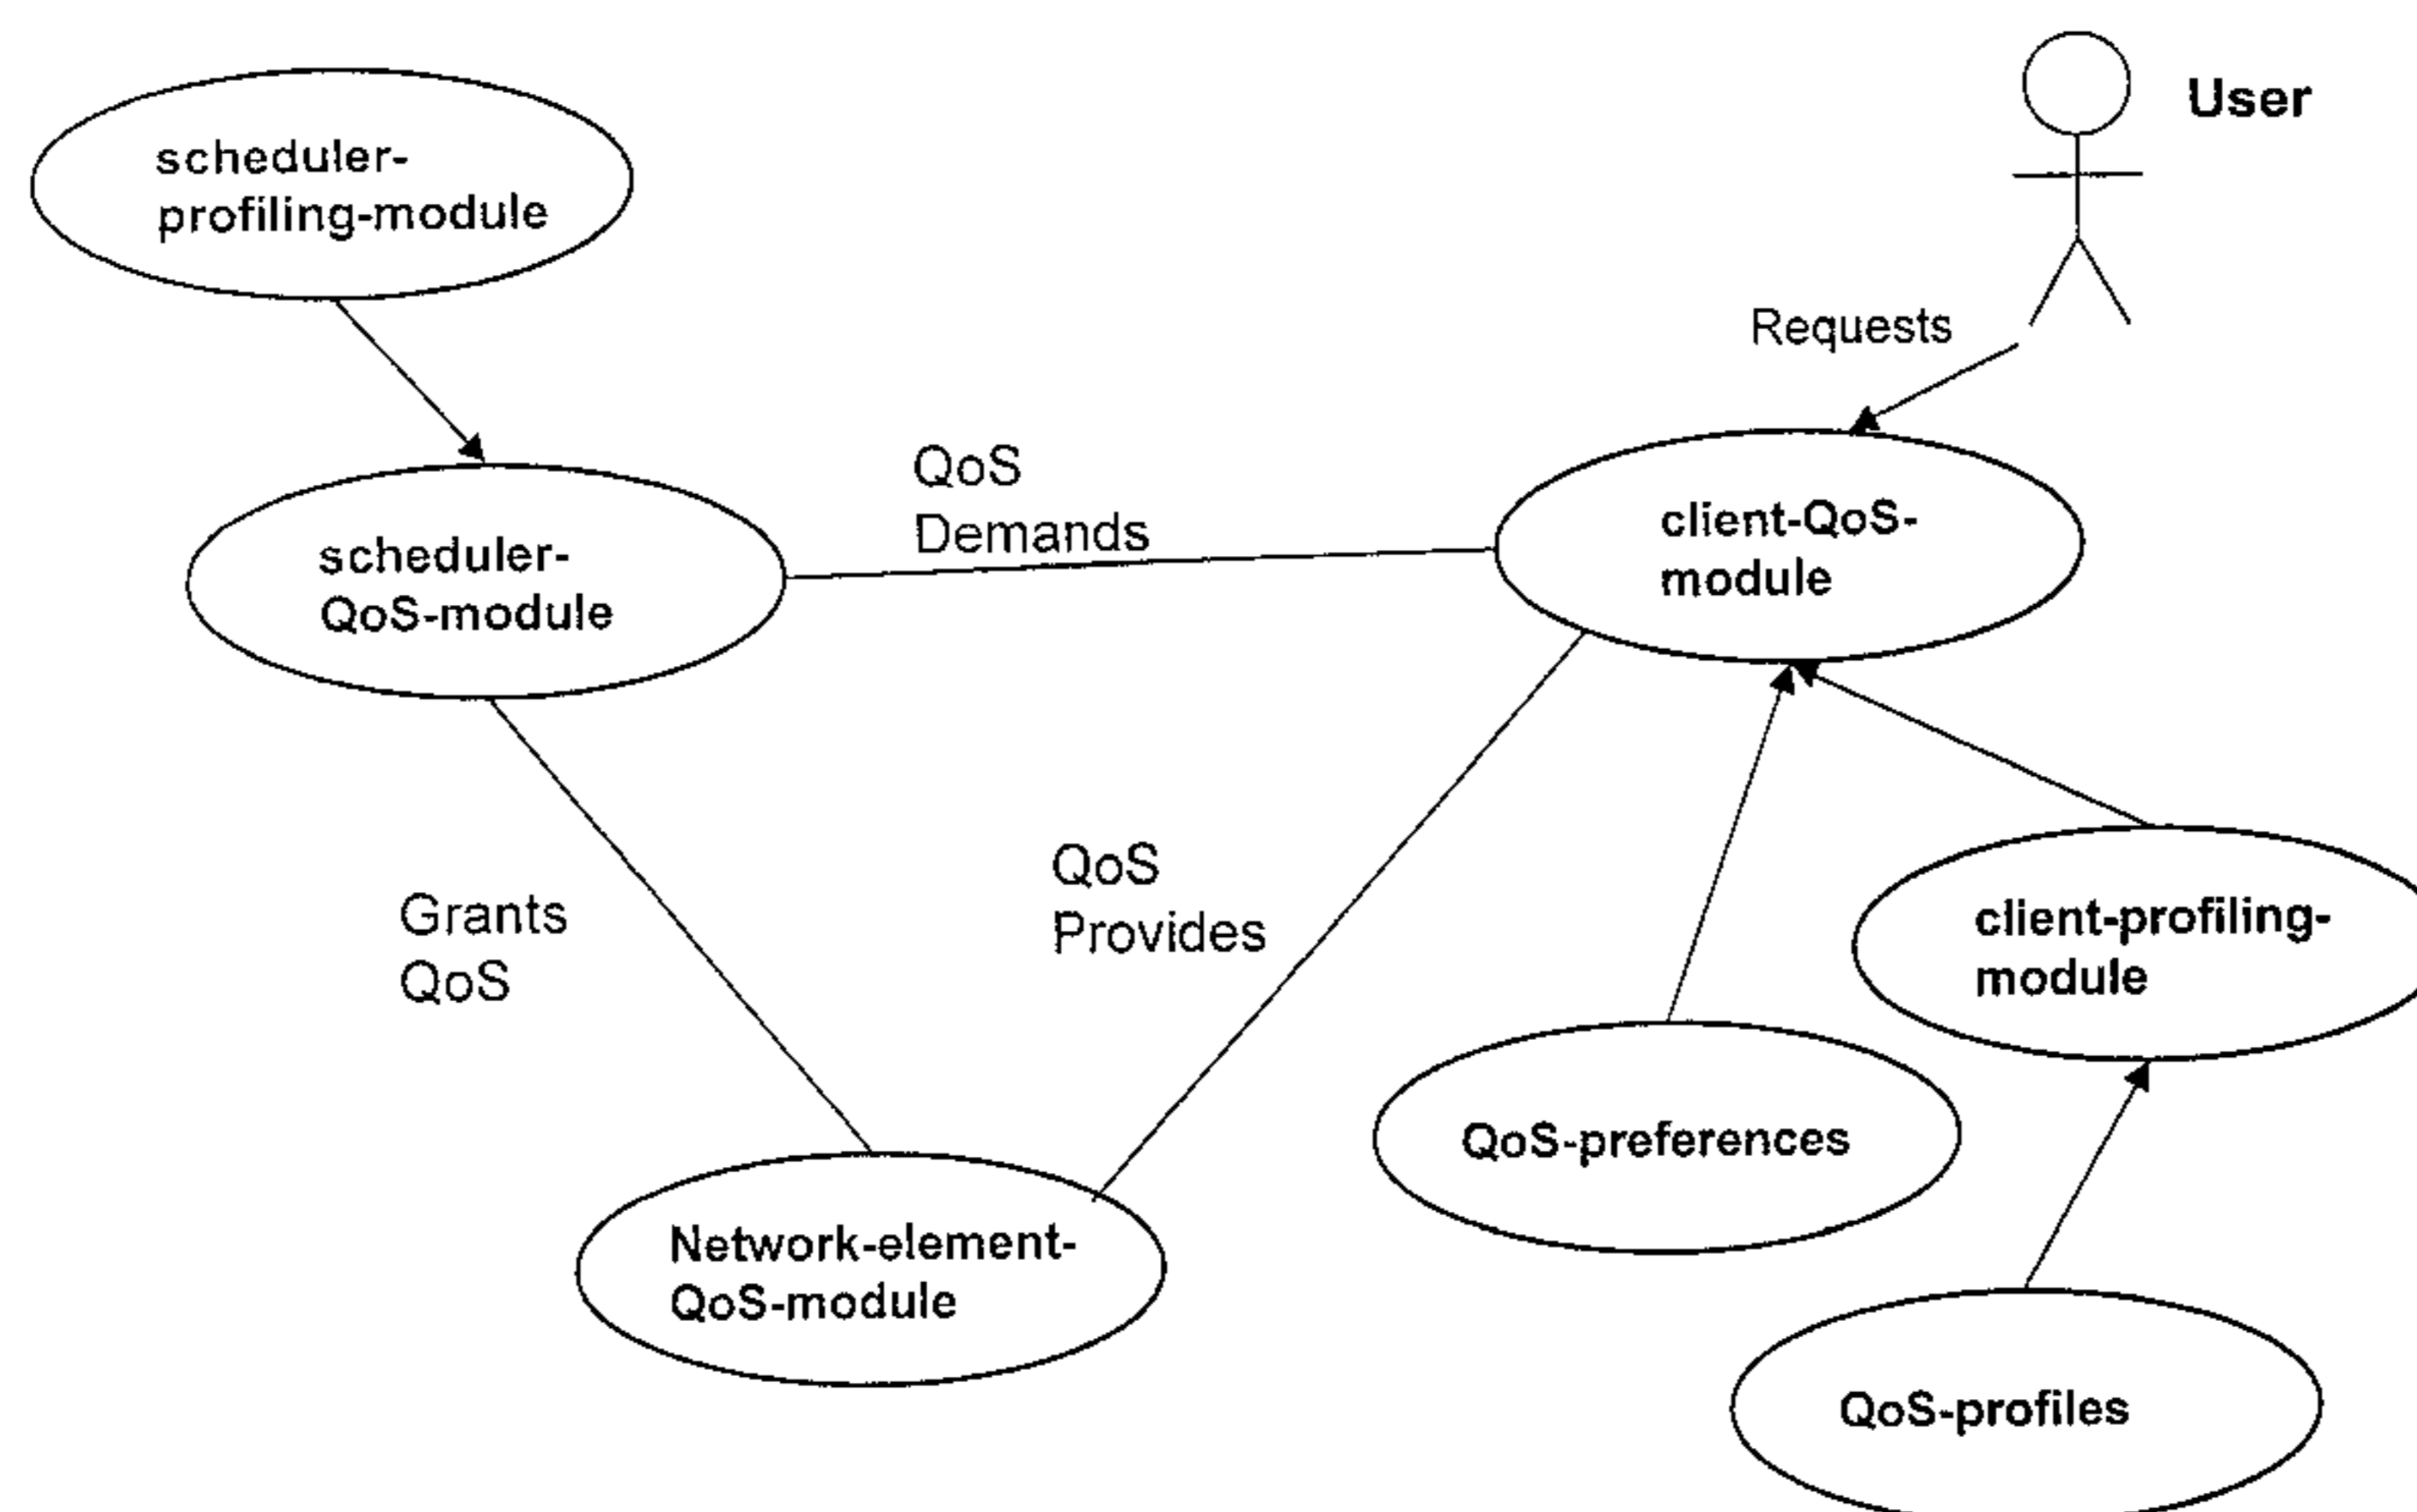 User
scheduler-
profiling-module
Requests
QoS
Demands
client-QoS-
module
scheduler-
QoS-module
QoS
Provides
Grants
QoS
client-profiling-
module
QoS-preferences
Network-element-
QoS-module
QoS-profiles